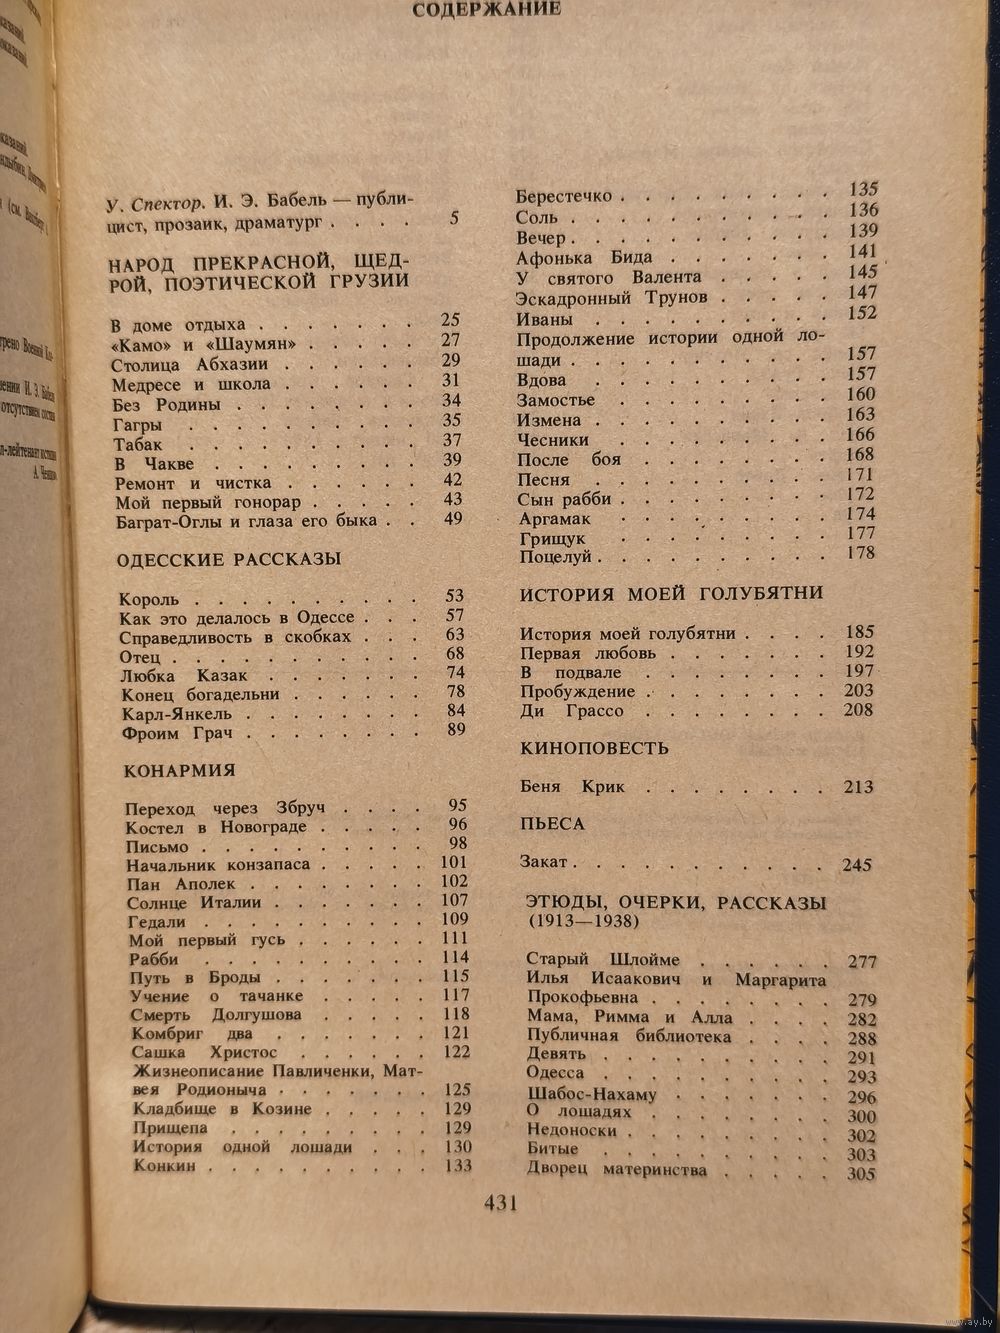 СОДЕРЖАНИЕ
У. Спектор. И. Э. Бабель — публи-
цист, прозаик, драматург . . . . 5
НАРОД ПРЕКРАСНОЙ, ЩЕД-
РОЙ, ПОЭТИЧЕСКОЙ ГРУЗИИ
В доме отдыха . . . . . . . 25
«Камо» и «Шаумян» . . . . . 27
Столица Абхазии . . . . . . 29
Медресе и школа . . . . . . 31
Без Родины . . . . . . . . 34
Гагры . . . . . . . . . . 35
Табак . . . . . . . . . . 37
В Чакве . . . . . . . . . 39
Ремонт и чистка . . . . . . 42
Мой первый гонорар . . . . . 43
Баграт-Оглы и глаза его быка . . 49
ОДЕССКИЕ РАССКАЗЫ
Король . . . . . . . . . . 53
Как это делалось в Одессе . . . 57
Справедливость в скобках . . . 63
Отец . . . . . . . . . . . 68
Любка Казак . . . . . . . 74
Конец богадельни . . . . . . 78
Карл-Янкель . . . . . . . . 84
Фроим Грач . . . . . . . . 89
КОНАРМИЯ
Переход через Збруч . . . . 95
Костел в Новограде . . . . . 96
Письмо . . . . . . . . . . 98
Начальник конзапаса . . . . . 101
Пан Аполек . . . . . . . . 102
Солнце Италии . . . . . . . 107
Гедали . . . . . . . . . . 109
Мой первый гусь . . . . . . 111
Рабби . . . . . . . . . . 114
Путь в Броды . . . . . . . 115
Учение о тачанке . . . . . 117
Смерть Долгушова . . . . . 118
Комбриг два . . . . . . . 121
Сашка Христос . . . . . . 122
Жизнеописание Павличенки, Мат-
вея Родионыча . . . . . . . 125
Кладбище в Козине . . . . . 129
Прищепа . . . . . . . . . 129
История одной лошади . . . 130
Конкин . . . . . . . . . . 133
Берестечко . . . . . . . . . 135
Соль . . . . . . . . . . . 136
Вечер . . . . . . . . . . . 139
Афонька Бида . . . . . . . 141
У святого Валента . . . . . 145
Эскадронный Трунов . . . . . 147
Иваны . . . . . . . . . . 152
Продолжение истории одной ло-
шади . . . . . . . . . . . 157
Вдова . . . . . . . . . . 157
Замостье . . . . . . . . . 160
Измена . . . . . . . . . . 163
Чесники . . . . . . . . . 166
После боя . . . . . . . . 168
Песня . . . . . . . . . . 171
Сын рабби . . . . . . . . . 172
Аргамак . . . . . . . . . 174
Грищук . . . . . . . . . 177
Поцелуй . . . . . . . . . . 178
ИСТОРИЯ МОЕЙ ГОЛУБЯТНИ
История моей голубятни . . . . 185
Первая любовь . . . . . . . 192
В подвале . . . . . . . . 197
Пробуждение . . . . . . . . 203
Ди Грассо . . . . . . . . 208
КИНОПОВЕСТЬ
Беня Крик . . . . . . . . 213
ПЬЕСА
Закат . . . . . . . . . . . 245
ЭТЮДЫ, ОЧЕРКИ, РАССКАЗЫ
(1913—1938)
Старый Шлойме . . . . . . 277
Илья Исаакович и Маргарита
Прокофьевна . . . . . . . . 279
Мама, Римма и Алла . . . . 282
Публичная библиотека . . . . 288
Девять . . . . . . . . . . 291
Одесса . . . . . . . . . . 293
Шабос-Нахаму . . . . . . . 296
О лошадях . . . . . . . . 300
Недоноски . . . . . . . . . 302
Битые . . . . . . . . . . 303
Дворец материнства . . . . . 305
431
www.ay.by